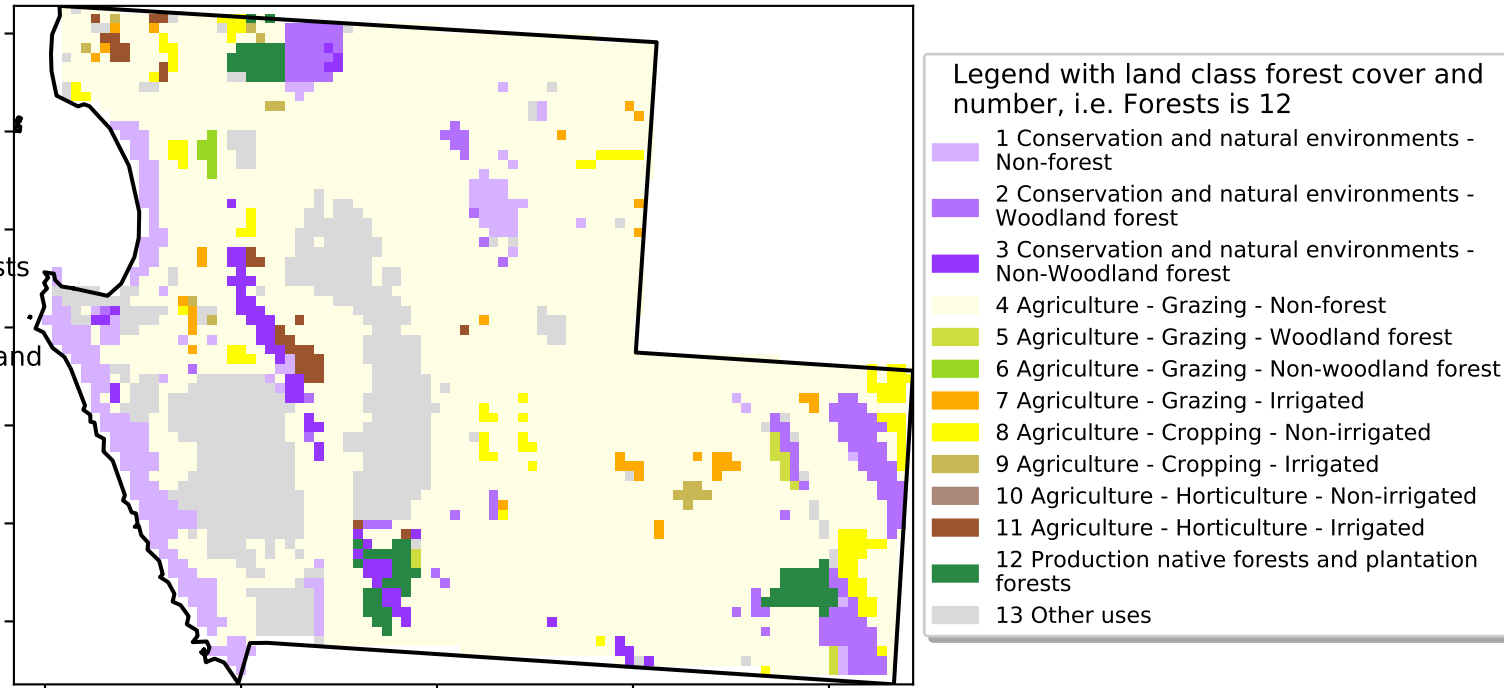 Legend with land class forest cover and
number, i.e. Forests is 12
1 Conservation and natural environments -
Non-forest
2 Conservation and natural environments -
Woodland forest
3 Conservation and natural environments -
Non-Woodland forest
4 Agriculture - Grazing - Non-forest
5 Agriculture - Grazing - Woodland forest
6 Agriculture - Grazing - Non-woodland forest
7 Agriculture - Grazing - Irrigated
8 Agriculture - Cropping - Non-irrigated
9 Agriculture - Cropping - Irrigated
10 Agriculture - Horticulture - Non-irrigated
11 Agriculture - Horticulture - Irrigated
12 Production native forests and plantation
forests
13 Other uses
sts
and